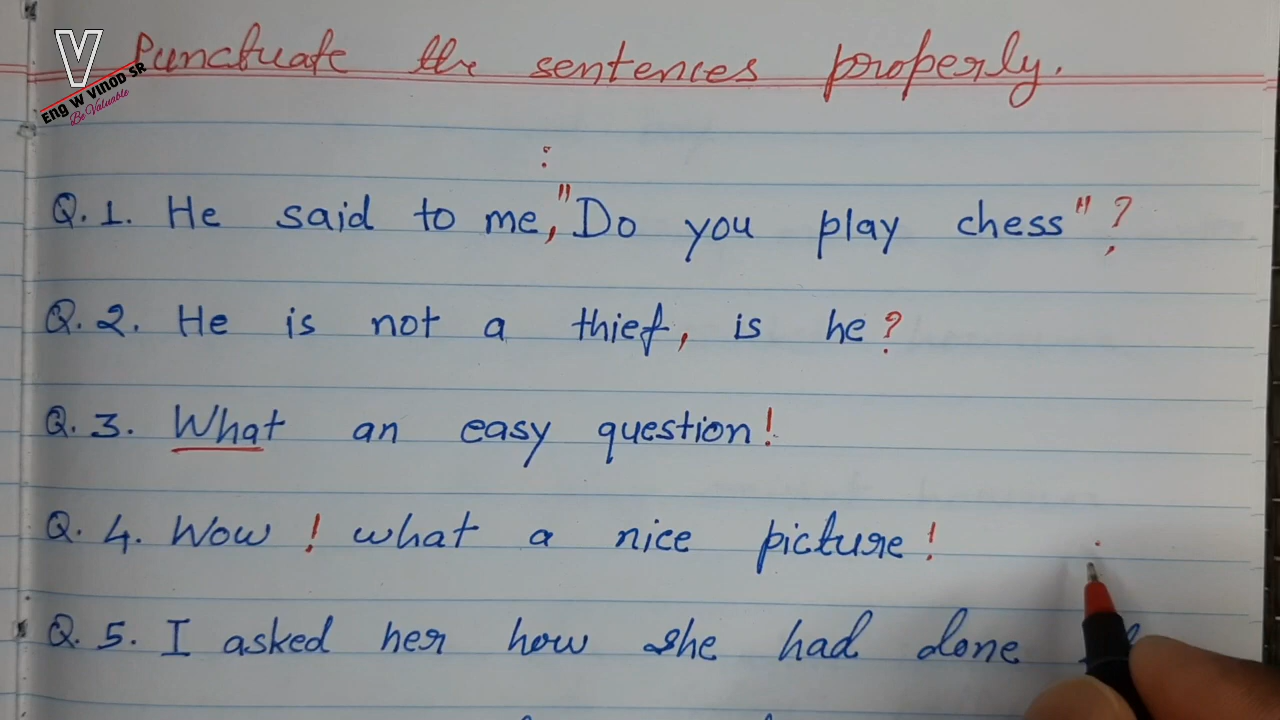 V
ENG W VINOD SR
Be Valuable
Punctuate the sentences properly.
:
Q.1. He said to me, "Do you play chess" ?
Q.2. He is not a thief, is he?
Q.3. What an easy question!
Q.4. Wow ! what a nice picture!
Q.5. I asked her how she had done